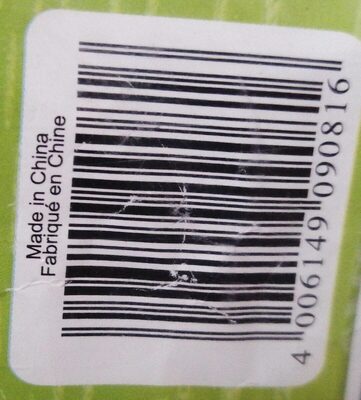 Made in China
Fabriqué en Chine
4 006149 090816